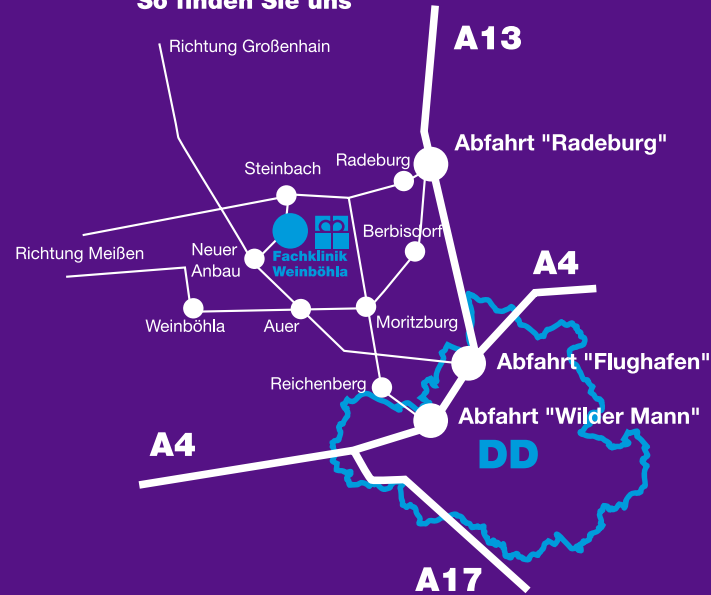 So finden Sie uns
A13
Richtung Großenhain
Abfahrt "Radeburg"
Radeburg
Steinbach
Berbisdorf
Richtung Meißen
Neuer
Anbau
Fachklinik
Weinböhla
A4
Weinböhla
Auer
Moritzburg
Abfahrt "Flughafen"
Reichenberg
Abfahrt "Wilder Mann"
A4
DD
A17